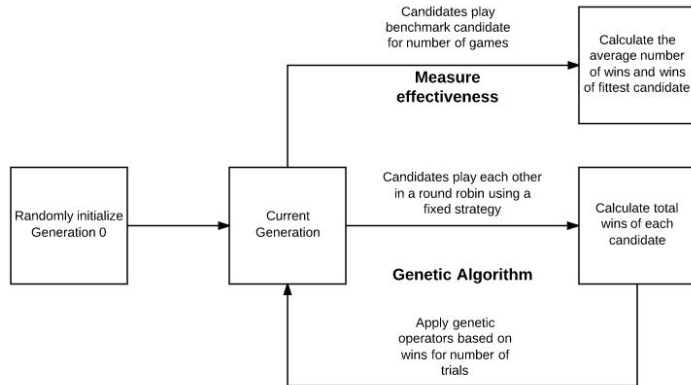 Candidates play
benchmark candidate
for number of games
Measure
effectiveness
Calculate the
average number
of wins and wins
of fittest candidate
Randomly initialize
Generation 0
Current
Generation
Candidates play each other
in a round robin using a
fixed strategy
Calculate total
wins of each
candidate
Genetic Algorithm
Apply genetic
operators based on
wins for number of
trials